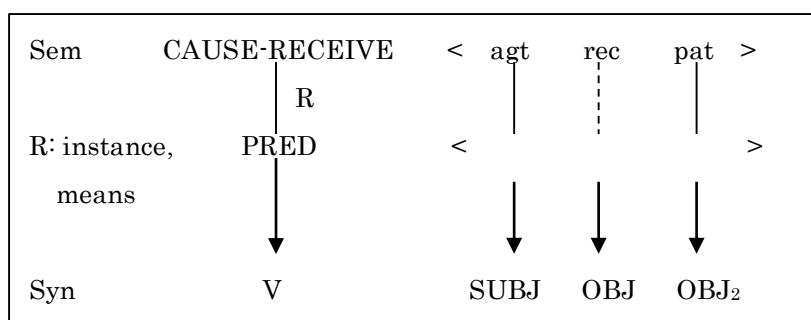 Sem CAUSE-RECEIVE < agt rec pat >
R
R: instance, PRED < >
means
Syn V SUBJ OBJ OBJ₂